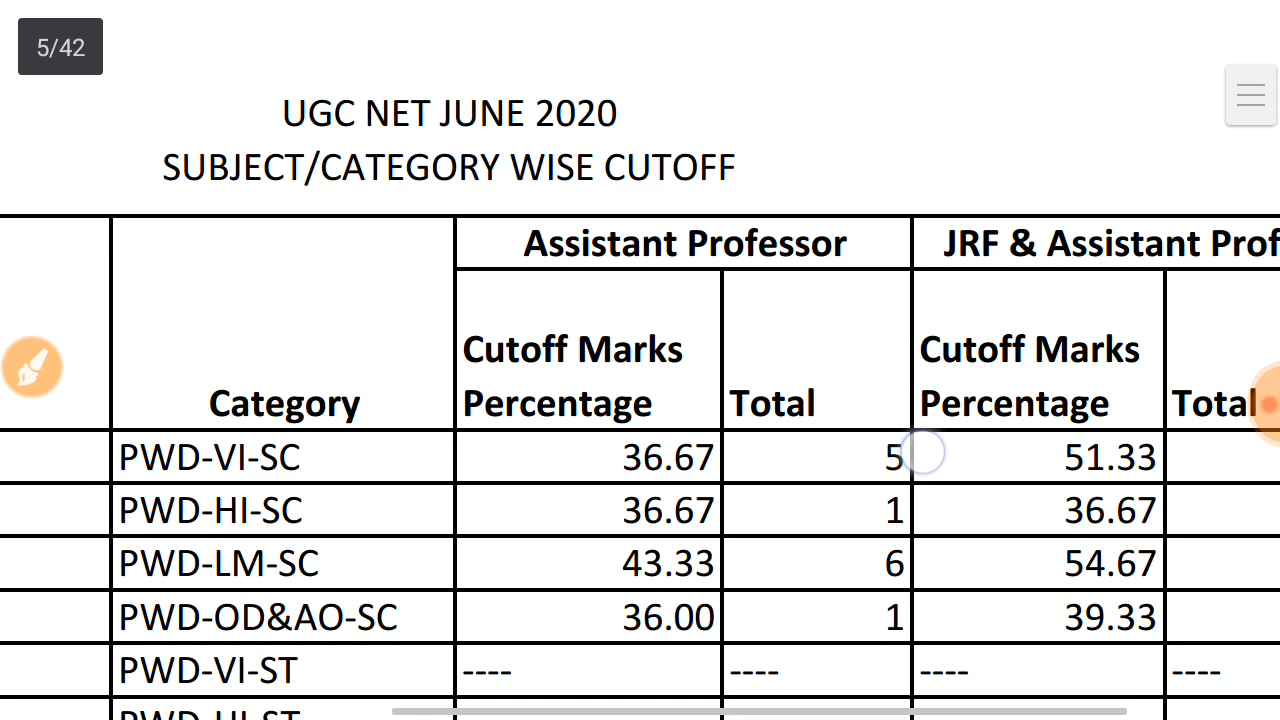 5/42
UGC NET JUNE 2020
SUBJECT/CATEGORY WISE CUTOFF
Assistant Professor JRF & Assistant Prof
Category Cutoff Marks Percentage Total Cutoff Marks Percentage Total
PWD-VI-SC 36.67 5 51.33
PWD-HI-SC 36.67 1 36.67
PWD-LM-SC 43.33 6 54.67
PWD-OD&AO-SC 36.00 1 39.33
PWD-VI-ST ---- ---- ---- ----
PWD-HI-ST